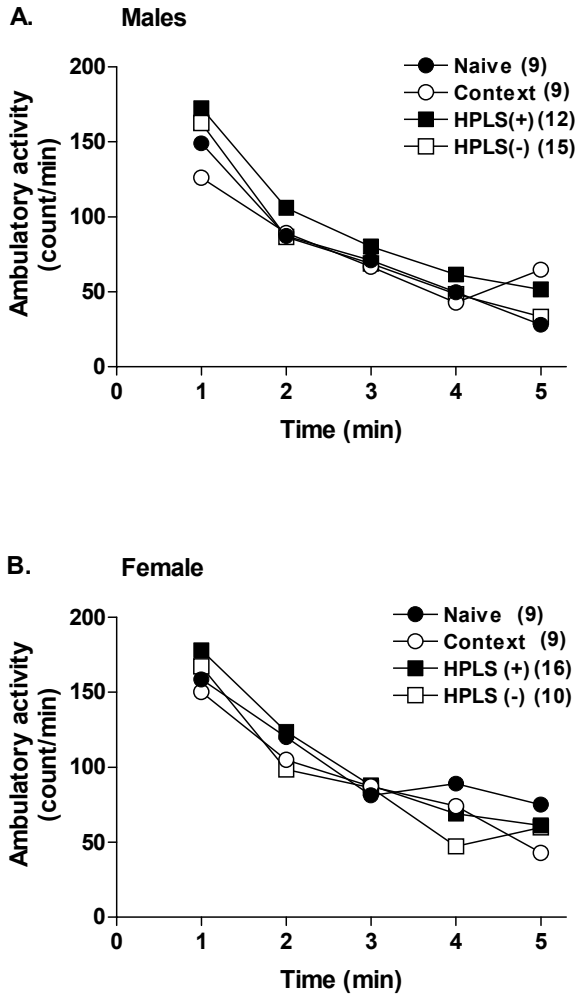 A. Males
Naive (9)
Context (9)
HPLS(+) (12)
HPLS(-) (15)
Ambulatory activity
(count/min)
200
150
100
50
0
0 1 2 3 4 5
Time (min)
B. Female
Naive (9)
Context (9)
HPLS (+) (16)
HPLS (-) (10)
Ambulatory activity
(count/min)
200
150
100
50
0
0 1 2 3 4 5
Time (min)